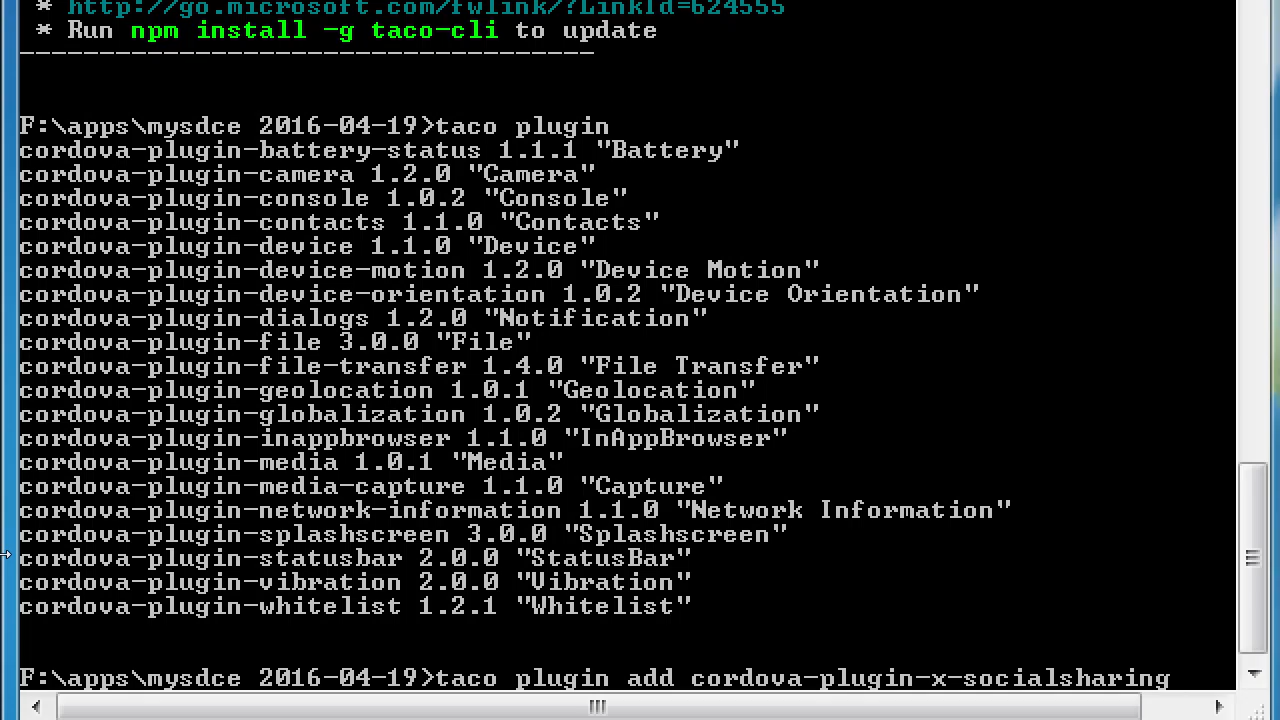 * http://go.microsoft.com/fwlink/?LinkId=624555
* Run npm install -g taco-cli to update
------------------------------------
F:\apps\mysdce 2016-04-19>taco plugin
cordova-plugin-battery-status 1.1.1 "Battery"
cordova-plugin-camera 1.2.0 "Camera"
cordova-plugin-console 1.0.2 "Console"
cordova-plugin-contacts 1.1.0 "Contacts"
cordova-plugin-device 1.1.0 "Device"
cordova-plugin-device-motion 1.2.0 "Device Motion"
cordova-plugin-device-orientation 1.0.2 "Device Orientation"
cordova-plugin-dialogs 1.2.0 "Notification"
cordova-plugin-file 3.0.0 "File"
cordova-plugin-file-transfer 1.4.0 "File Transfer"
cordova-plugin-geolocation 1.0.1 "Geolocation"
cordova-plugin-globalization 1.0.2 "Globalization"
cordova-plugin-inappbrowser 1.1.0 "InAppBrowser"
cordova-plugin-media 1.0.1 "Media"
cordova-plugin-media-capture 1.1.0 "Capture"
cordova-plugin-network-information 1.1.0 "Network Information"
cordova-plugin-splashscreen 3.0.0 "Splashscreen"
cordova-plugin-statusbar 2.0.0 "StatusBar"
cordova-plugin-vibration 2.0.0 "Vibration"
cordova-plugin-whitelist 1.2.1 "Whitelist"
F:\apps\mysdce 2016-04-19>taco plugin add cordova-plugin-x-socialsharing